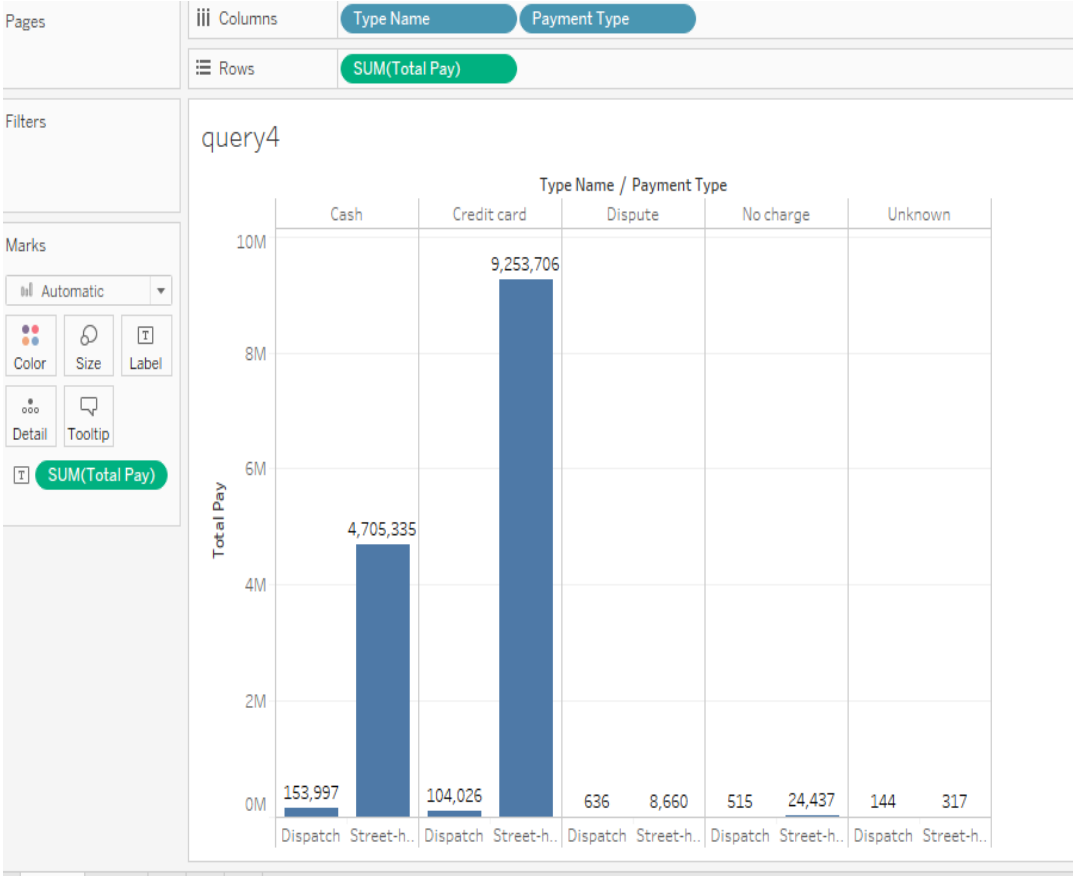 Pages
Columns
Type Name
Payment Type
Rows
SUM(Total Pay)
Filters
Marks
Automatic
Color
Size
Label
Detail
Tooltip
SUM(Total Pay)
query4
Type Name / Payment Type
Cash Credit card Dispute No charge Unknown
Total Pay
10M
8M
6M
4M
2M
0M
9,253,706
4,705,335
153,997 104,026 636 8,660 515 24,437 144 317
Dispatch Street-h.. Dispatch Street-h.. Dispatch Street-h.. Dispatch Street-h.. Dispatch Street-h..